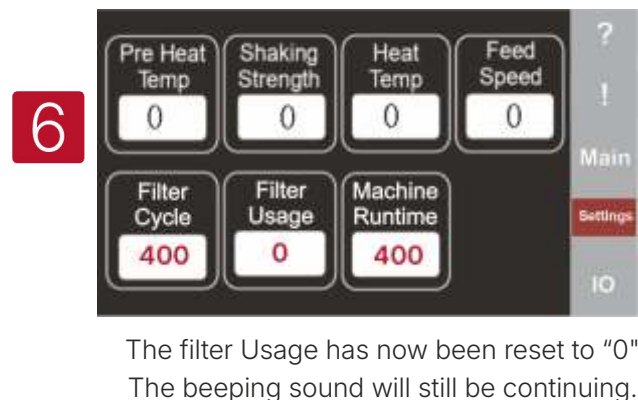 6
Pre Heat Temp
0
Shaking Strength
0
Heat Temp
0
Feed Speed
0
Filter Cycle
400
Filter Usage
0
Machine Runtime
400
?
!
Main
Settings
IO
The filter Usage has now been reset to “0"
The beeping sound will still be continuing.